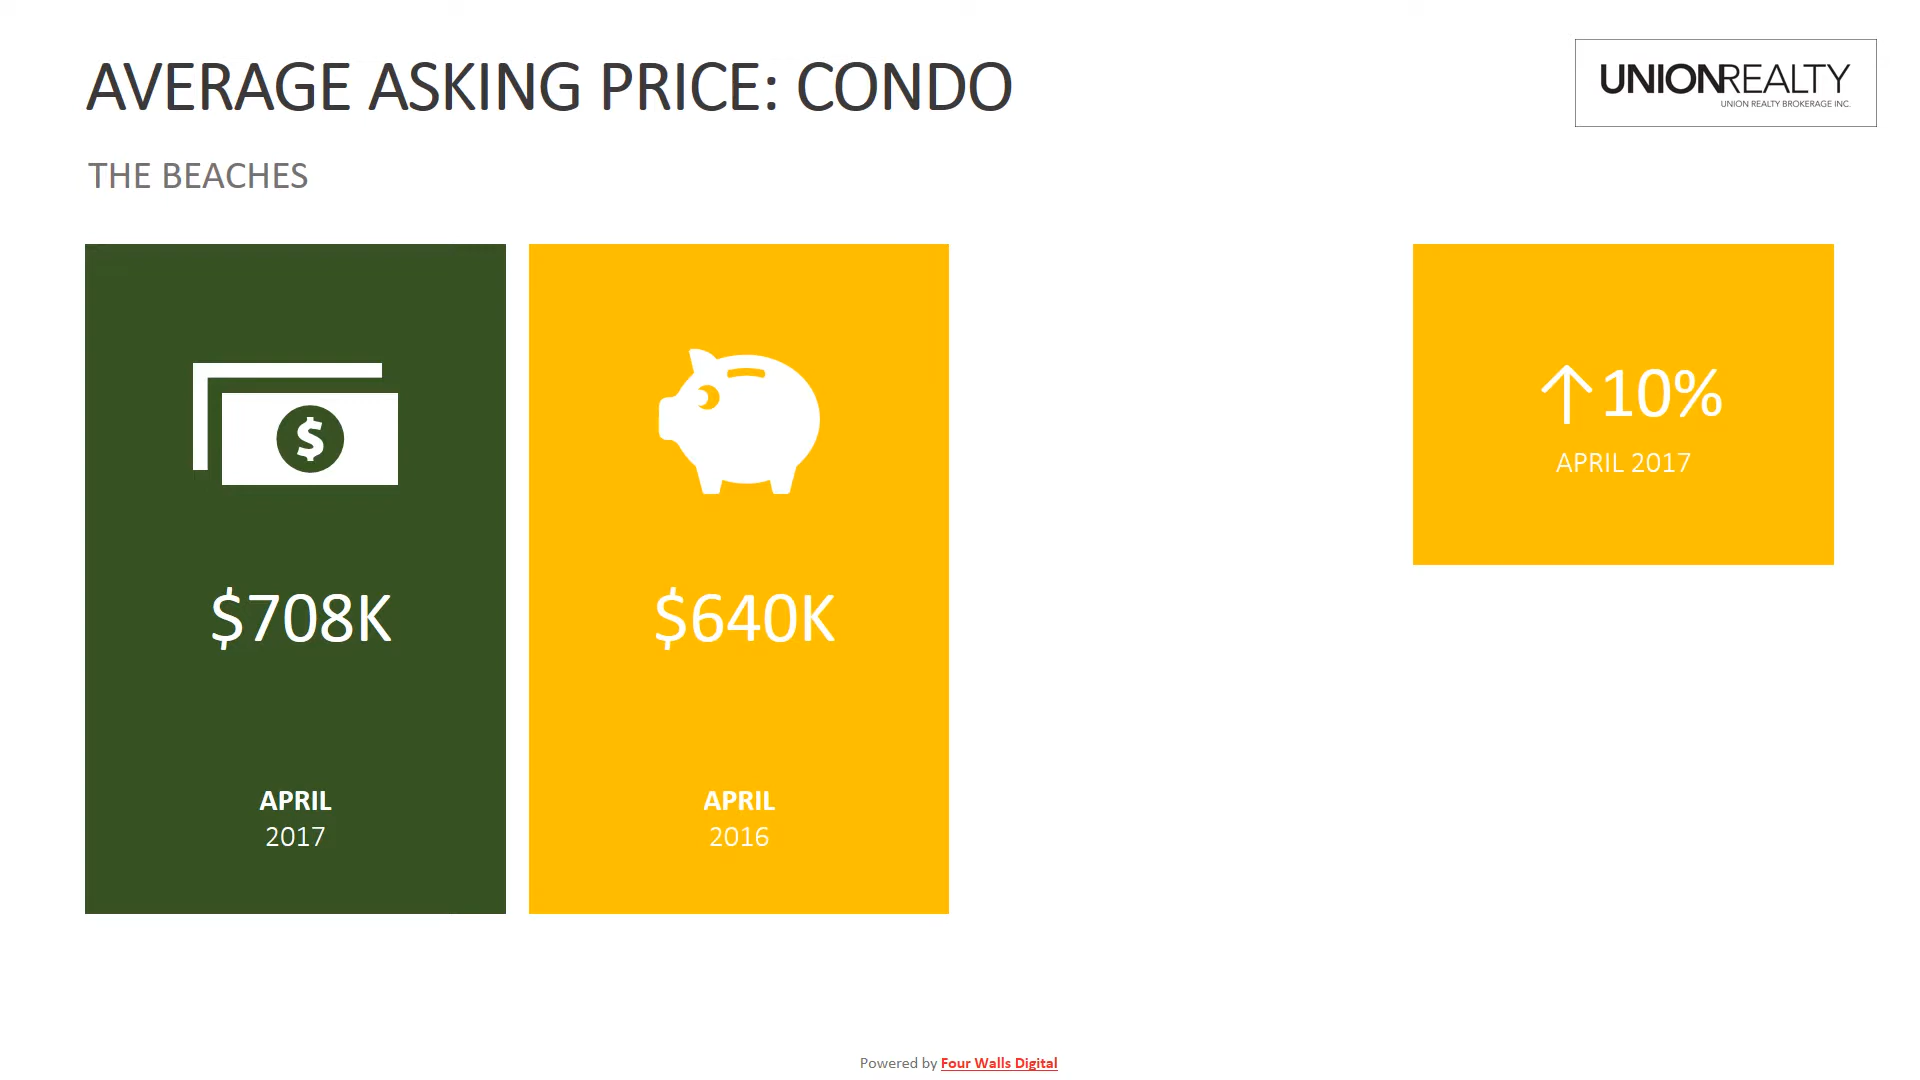 AVERAGE ASKING PRICE: CONDO
UNIONREALTY
UNION REALTY BROKERAGE INC.
THE BEACHES
$
$708K
APRIL
2017
$640K
APRIL
2016
↑10%
APRIL 2017
Powered by Four Walls Digital